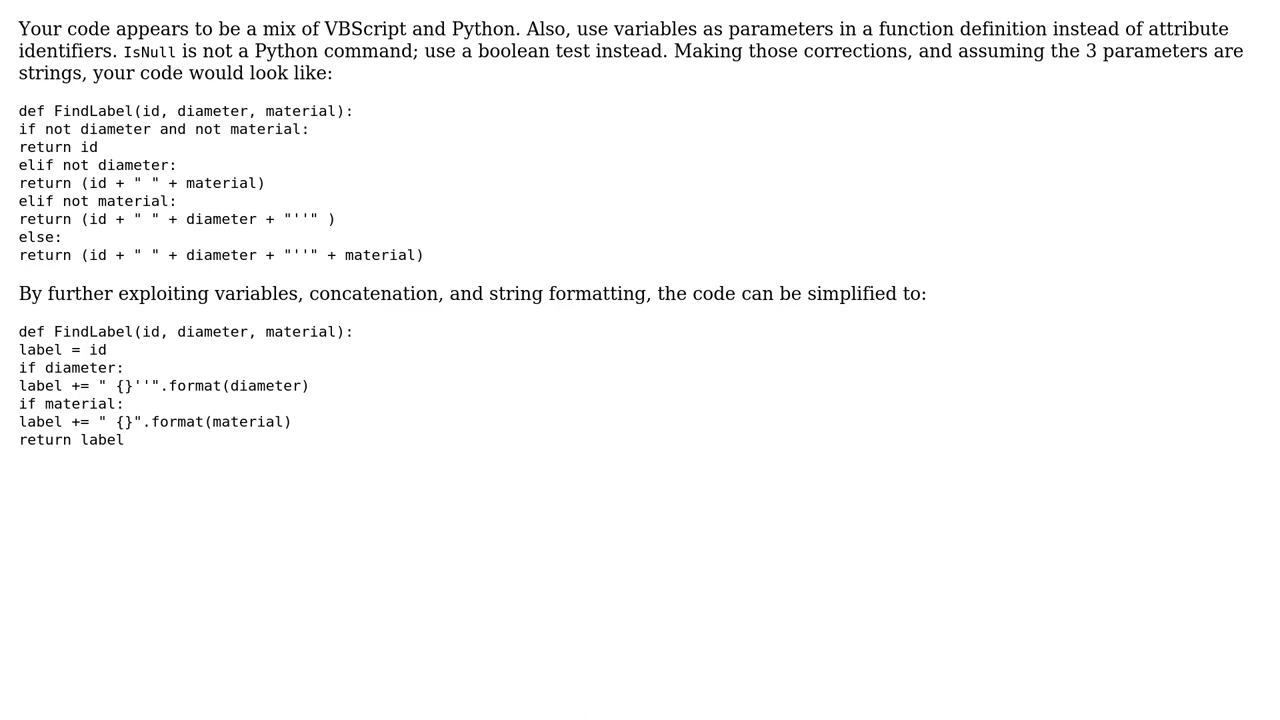 Your code appears to be a mix of VBScript and Python. Also, use variables as parameters in a function definition instead of attribute
identifiers. IsNull is not a Python command; use a boolean test instead. Making those corrections, and assuming the 3 parameters are
strings, your code would look like:
def FindLabel(id, diameter, material):
if not diameter and not material:
return id
elif not diameter:
return (id + " " + material)
elif not material:
return (id + " " + diameter + "''" )
else:
return (id + " " + diameter + "''" + material)
By further exploiting variables, concatenation, and string formatting, the code can be simplified to:
def FindLabel(id, diameter, material):
label = id
if diameter:
label += " {}''".format(diameter)
if material:
label += " {}".format(material)
return label